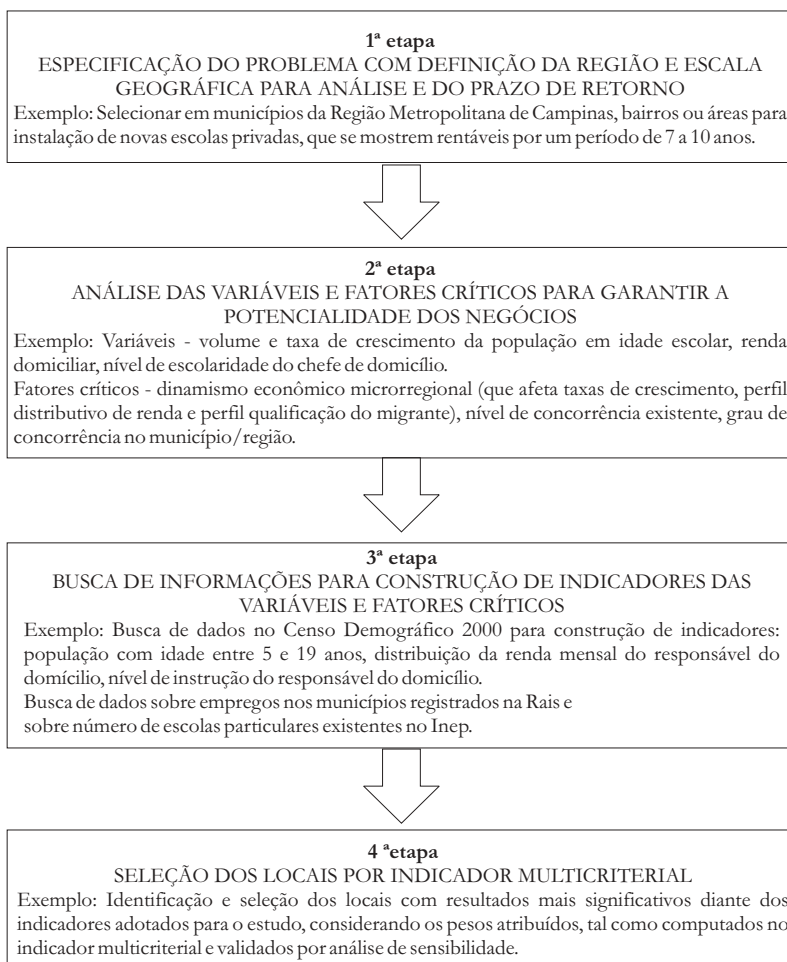 1ª etapa
ESPECIFICAÇÃO DO PROBLEMA COM DEFINIÇÃO DA REGIÃO E ESCALA
GEOGRÁFICA PARA ANÁLISE E DO PRAZO DE RETORNO
Exemplo: Selecionar em municípios da Região Metropolitana de Campinas, bairros ou áreas para
instalação de novas escolas privadas, que se mostrem rentáveis por um período de 7 a 10 anos.
2ª etapa
ANÁLISE DAS VARIÁVEIS E FATORES CRÍTICOS PARA GARANTIR A
POTENCIALIDADE DOS NEGÓCIOS
Exemplo: Variáveis - volume e taxa de crescimento da população em idade escolar, renda
domiciliar, nível de escolaridade do chefe de domicílio.
Fatores críticos - dinamismo econômico microrregional (que afeta taxas de crescimento, perfil
distributivo de renda e perfil qualificação do migrante), nível de concorrência existente, grau de
concorrência no município/região.
3ª etapa
BUSCA DE INFORMAÇÕES PARA CONSTRUÇÃO DE INDICADORES DAS
VARIÁVEIS E FATORES CRÍTICOS
Exemplo: Busca de dados no Censo Demográfico 2000 para construção de indicadores:
população com idade entre 5 e 19 anos, distribuição da renda mensal do responsável do
domícilio, nível de instrução do responsável do domicílio.
Busca de dados sobre empregos nos municípios registrados na Rais e
sobre número de escolas particulares existentes no Inep.
4 ªetapa
SELEÇÃO DOS LOCAIS POR INDICADOR MULTICRITERIAL
Exemplo: Identificação e seleção dos locais com resultados mais significativos diante dos
indicadores adotados para o estudo, considerando os pesos atribuídos, tal como computados no
indicador multicriterial e validados por análise de sensibilidade.